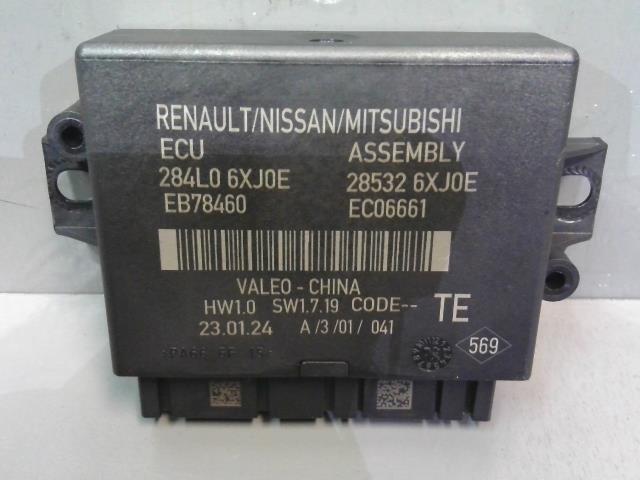 RENAULT/NISSAN/MITSUBISHI
ECU ASSEMBLY
284L0 6XJ0E 28532 6XJ0E
EB78460 EC06661
VALEO - CHINA
HW1.0 SW1.7.19 CODE-- TE
23.01.24 A/3/01/ 041
569